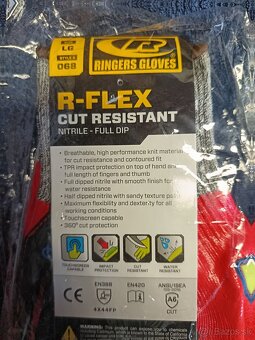 SIZE
LG
STYLE#
068
RINGERS GLOVES
R-FLEX
CUT RESISTANT
NITRILE - FULL DIP
• Breathable, high performance knit material
for cut resistance and contoured fit
• TPR impact protection on top of hand and
full length of fingers and thumb
• Full dipped nitrile with smooth finish for
water resistance
• Half dipped nitrile with sandy texture palm
• Maximum flexibility and dexterity for all
working conditions
• Touchscreen capable
• 360° cut protection
TOUCHSCREEN CAPABLE
IMPACT PROTECTION
CUT RESISTANT
WATER RESISTANT
CE
EN388
4X44FP
EN420
ANSI/ISEA
A6
CUT
WARNING